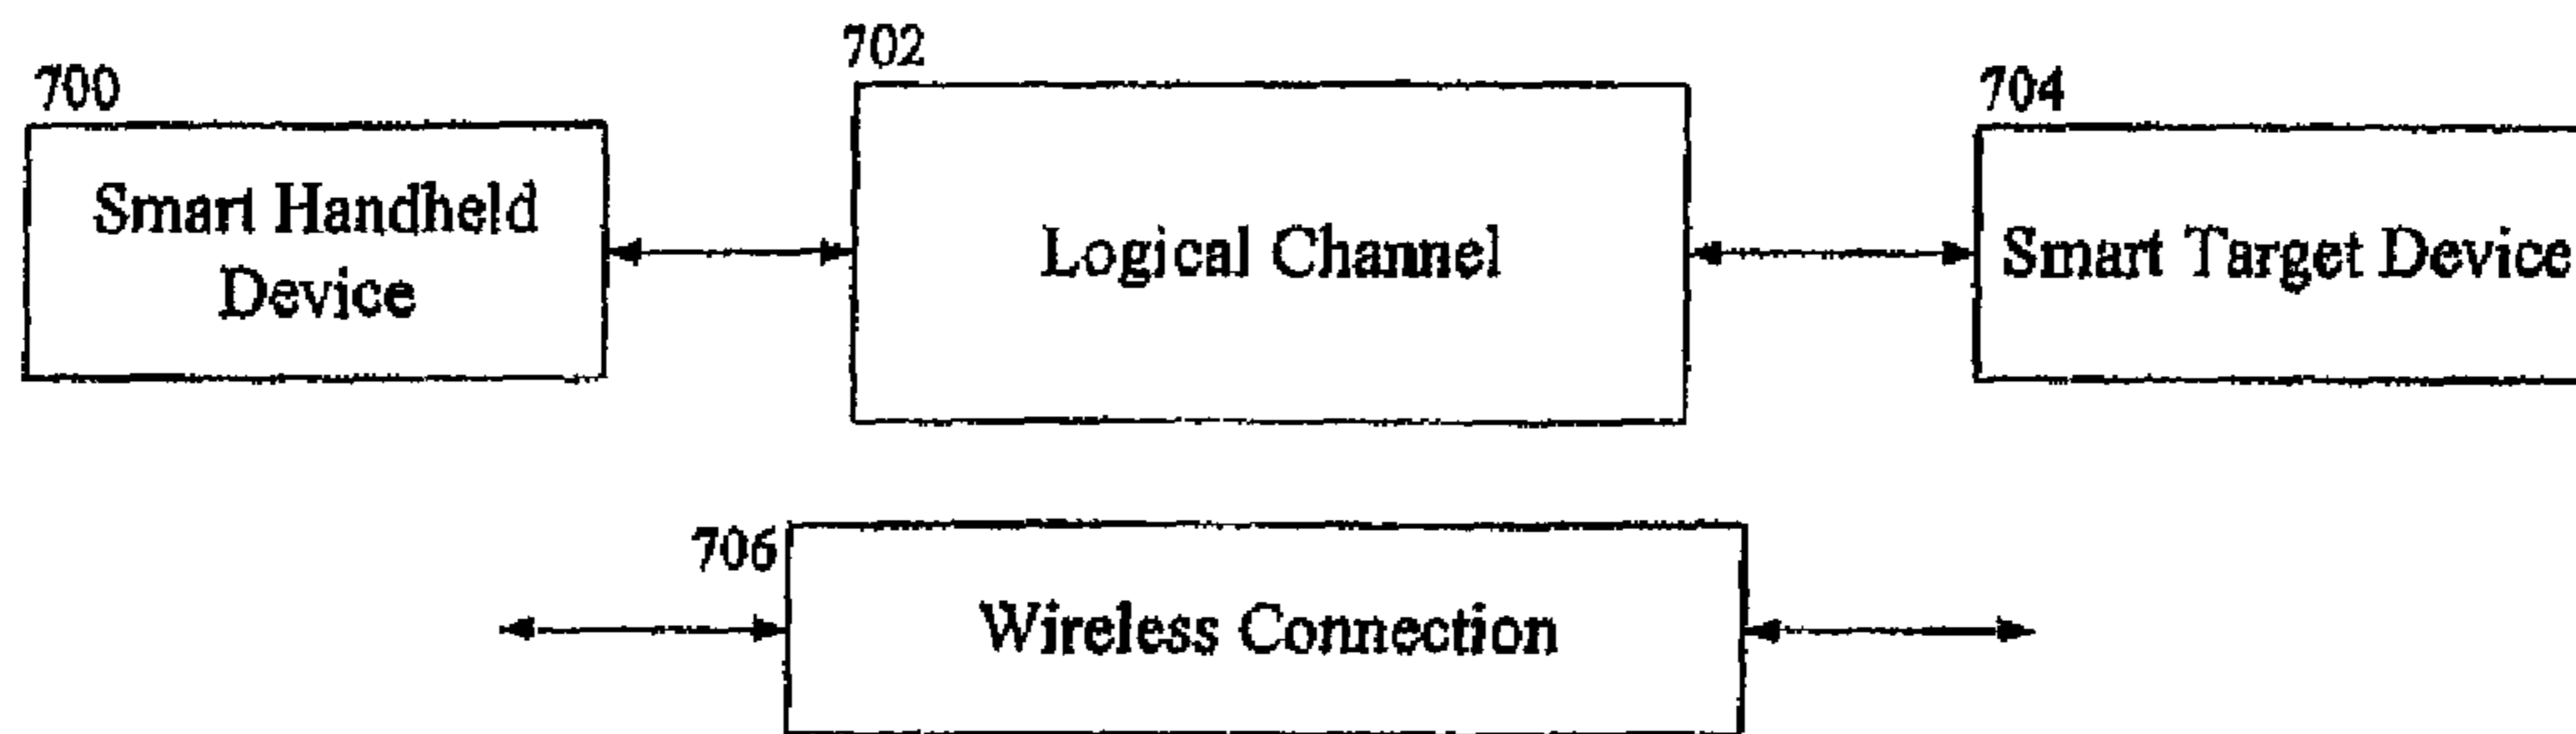 700
Smart Handheld
Device
702
Logical Channel
704
Smart Target Device
706
Wireless Connection